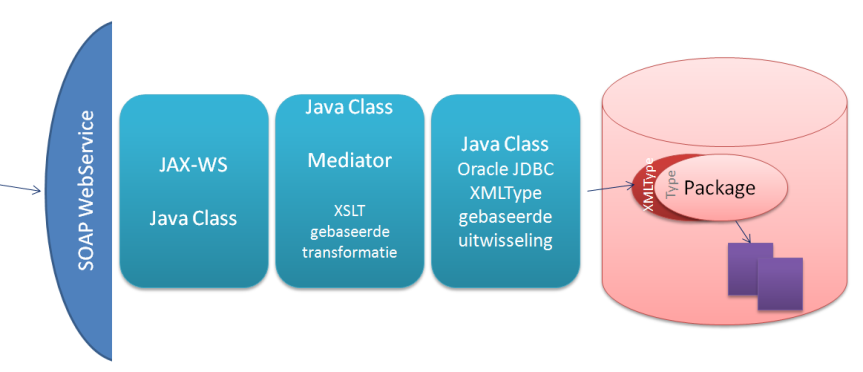 SOAP WebService
JAX-WS
Java Class
Java Class
Mediator
XSLT
gebaseerde
transformatie
Java Class
Oracle JDBC
XMLType
gebaseerde
uitwisseling
XMLType
Type
Package